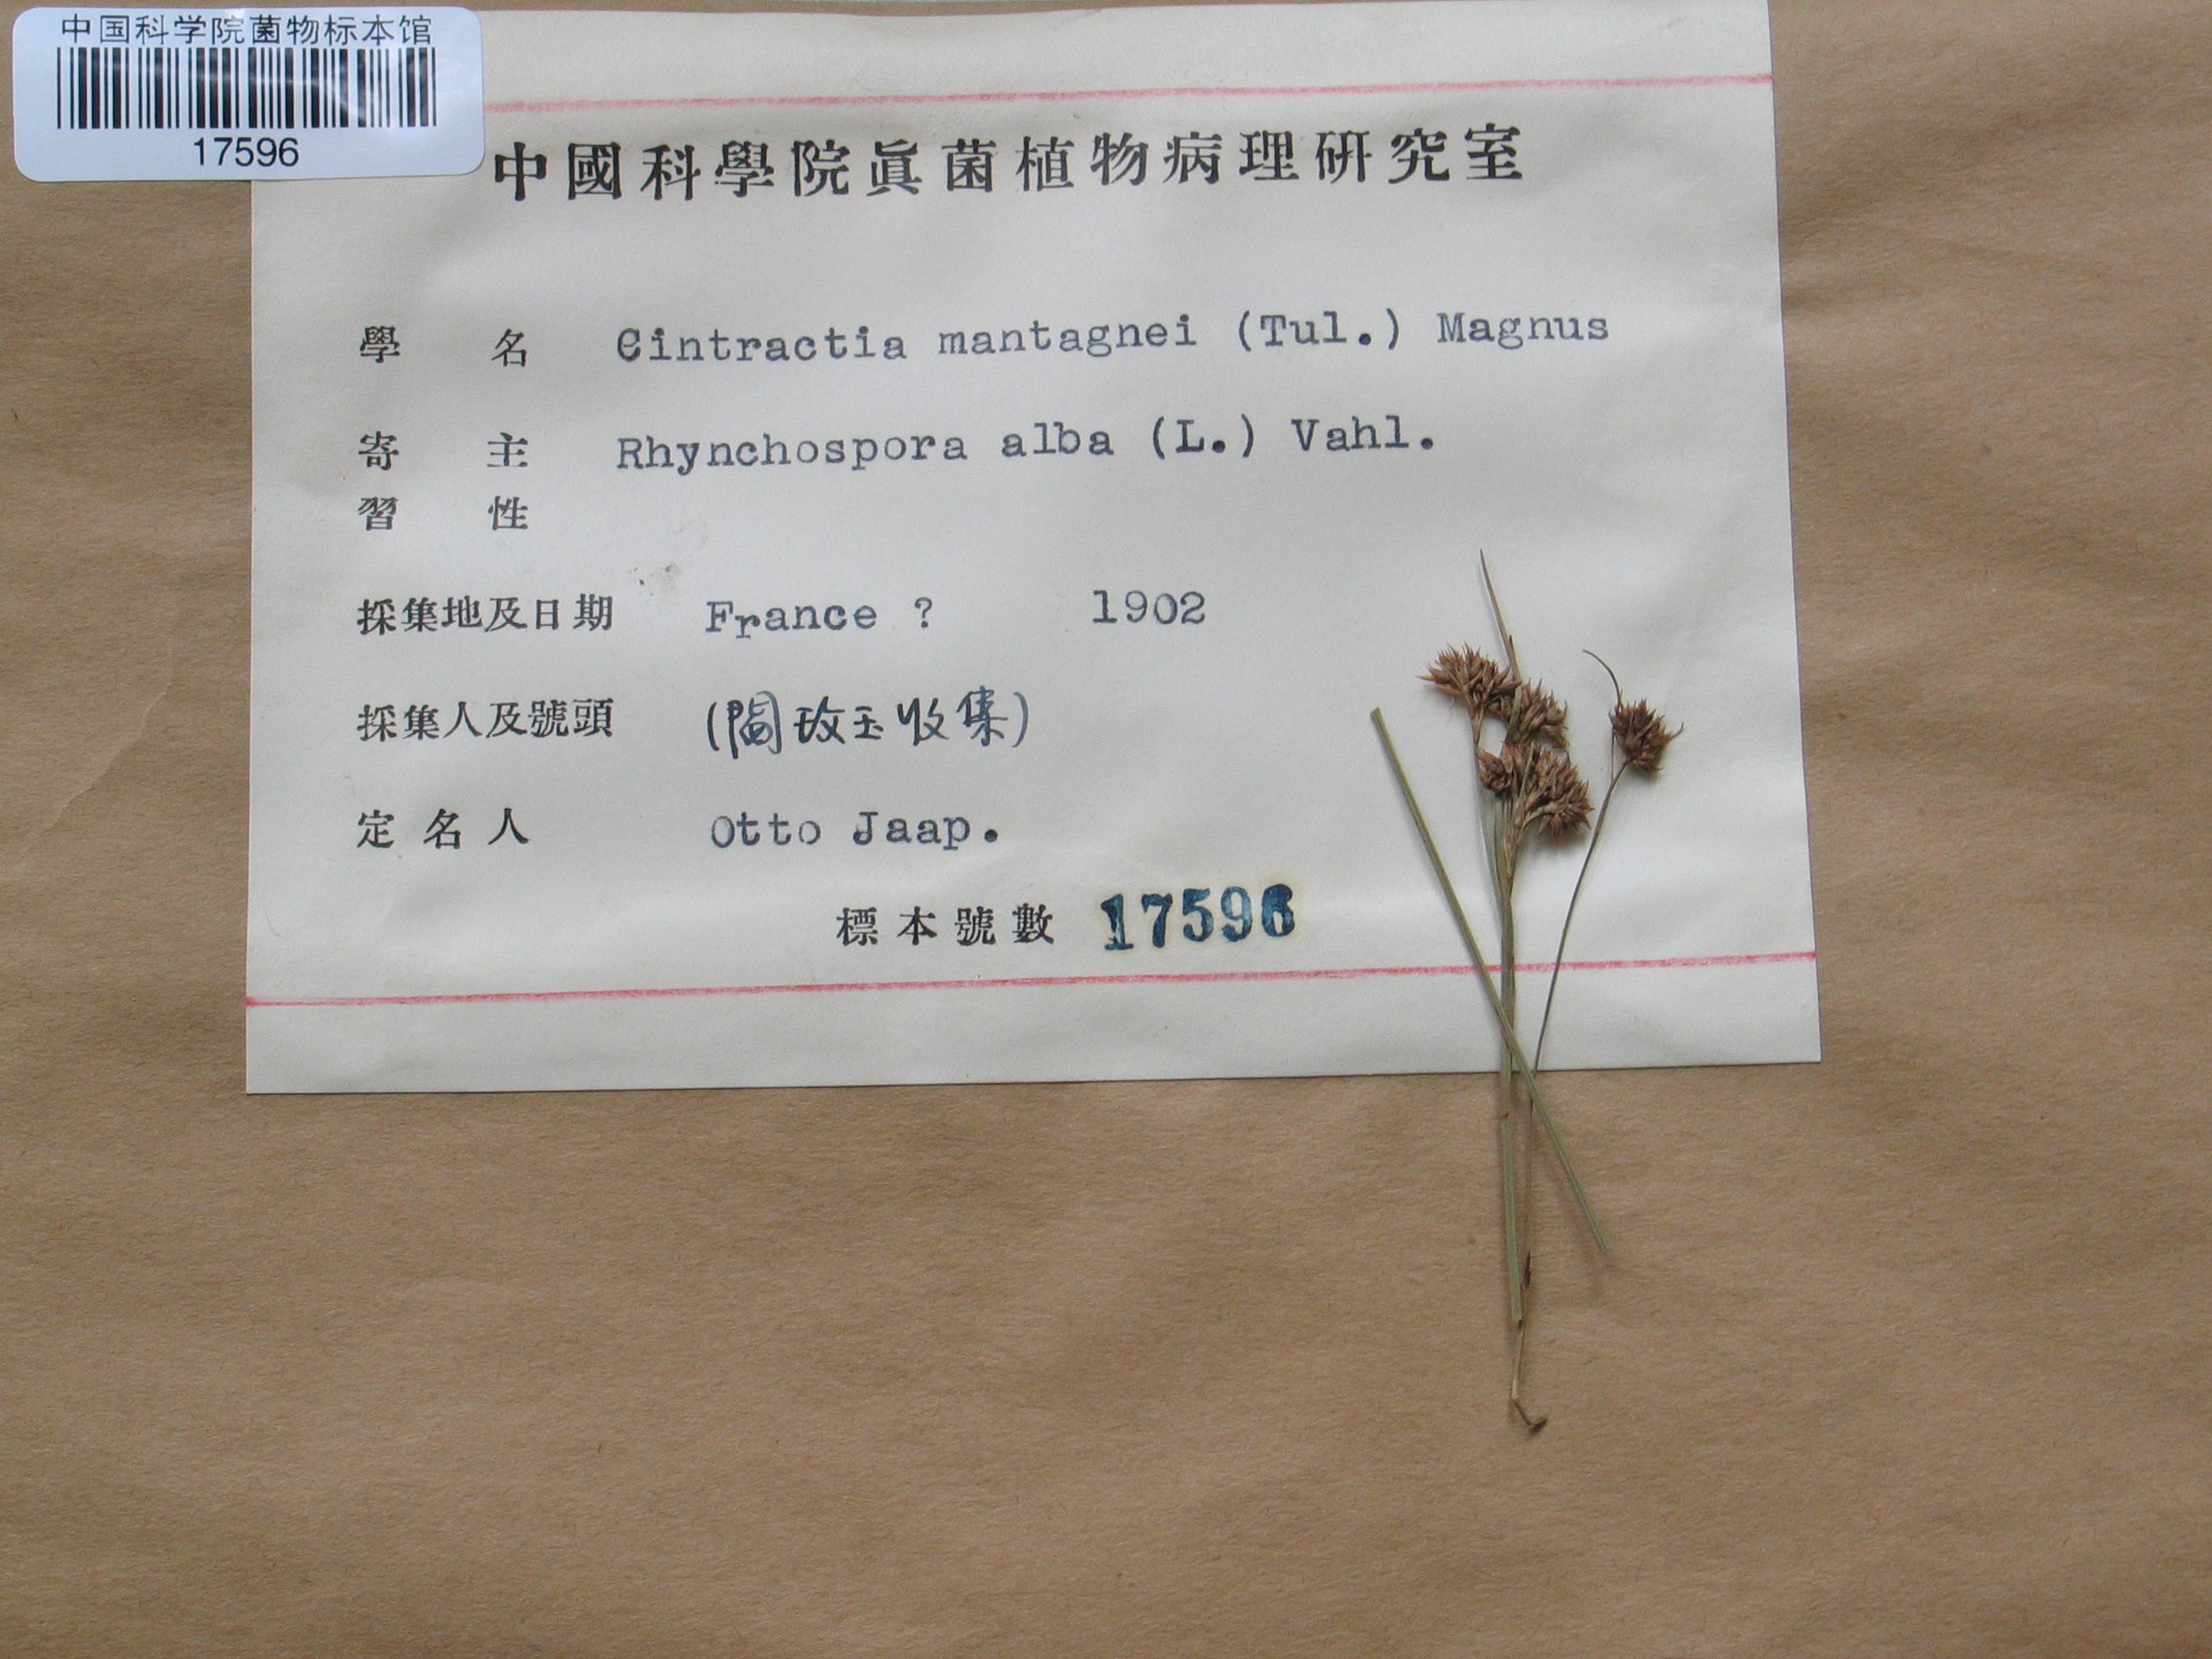 中国科学院菌物标本馆
17596
中國科學院眞菌植物病理研究室
學 名 Cintractia mantagnei (Tul.) Magnus
寄 主 Rhynchospora alba (L.) Vahl.
習 性
採集地及日期 France ? 1902
採集人及號頭 (閻玫玉收集)
定名人 Otto Jaap.
標本號數 17596